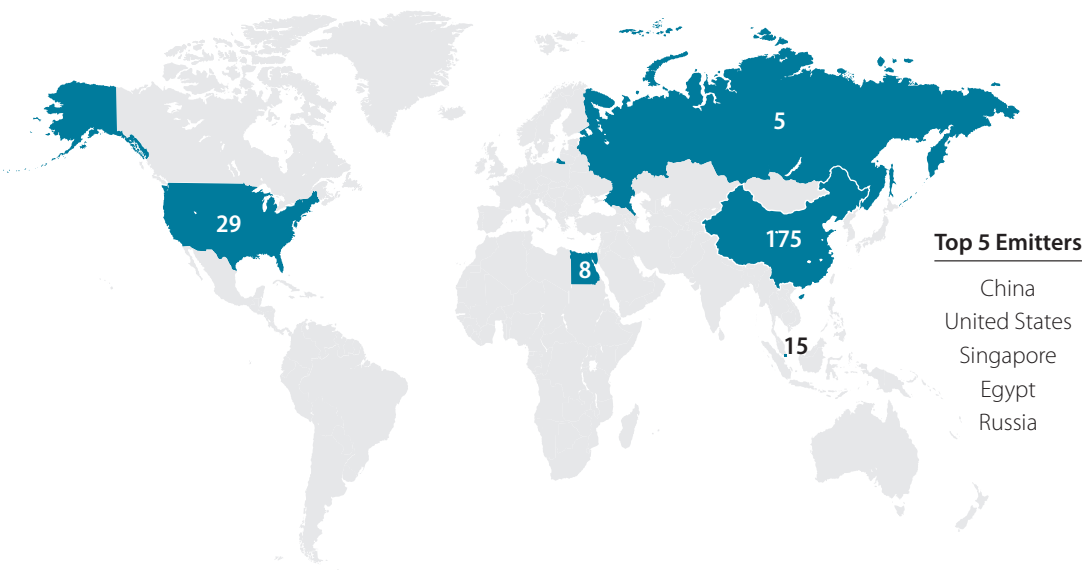 5
29
175
8
15
Top 5 Emitters
China
United States
Singapore
Egypt
Russia